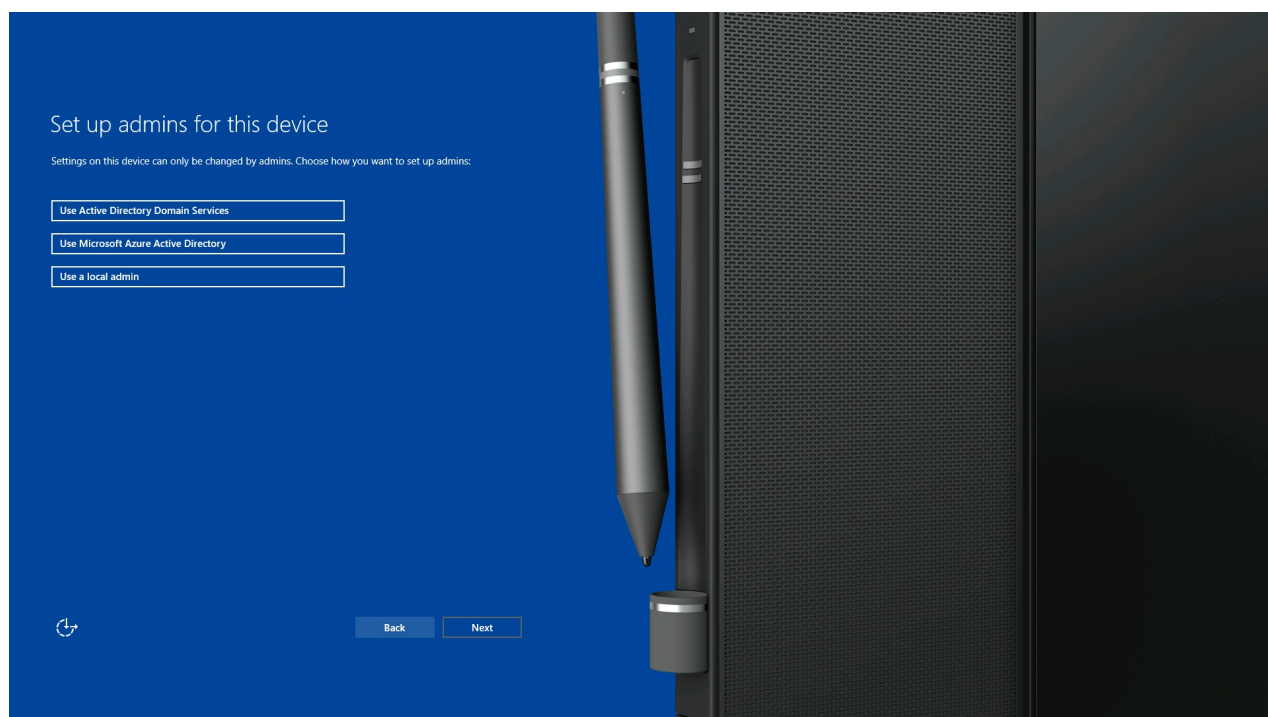 Set up admins for this device
Settings on this device can only be changed by admins. Choose how you want to set up admins:
Use Active Directory Domain Services
Use Microsoft Azure Active Directory
Use a local admin
Back
Next